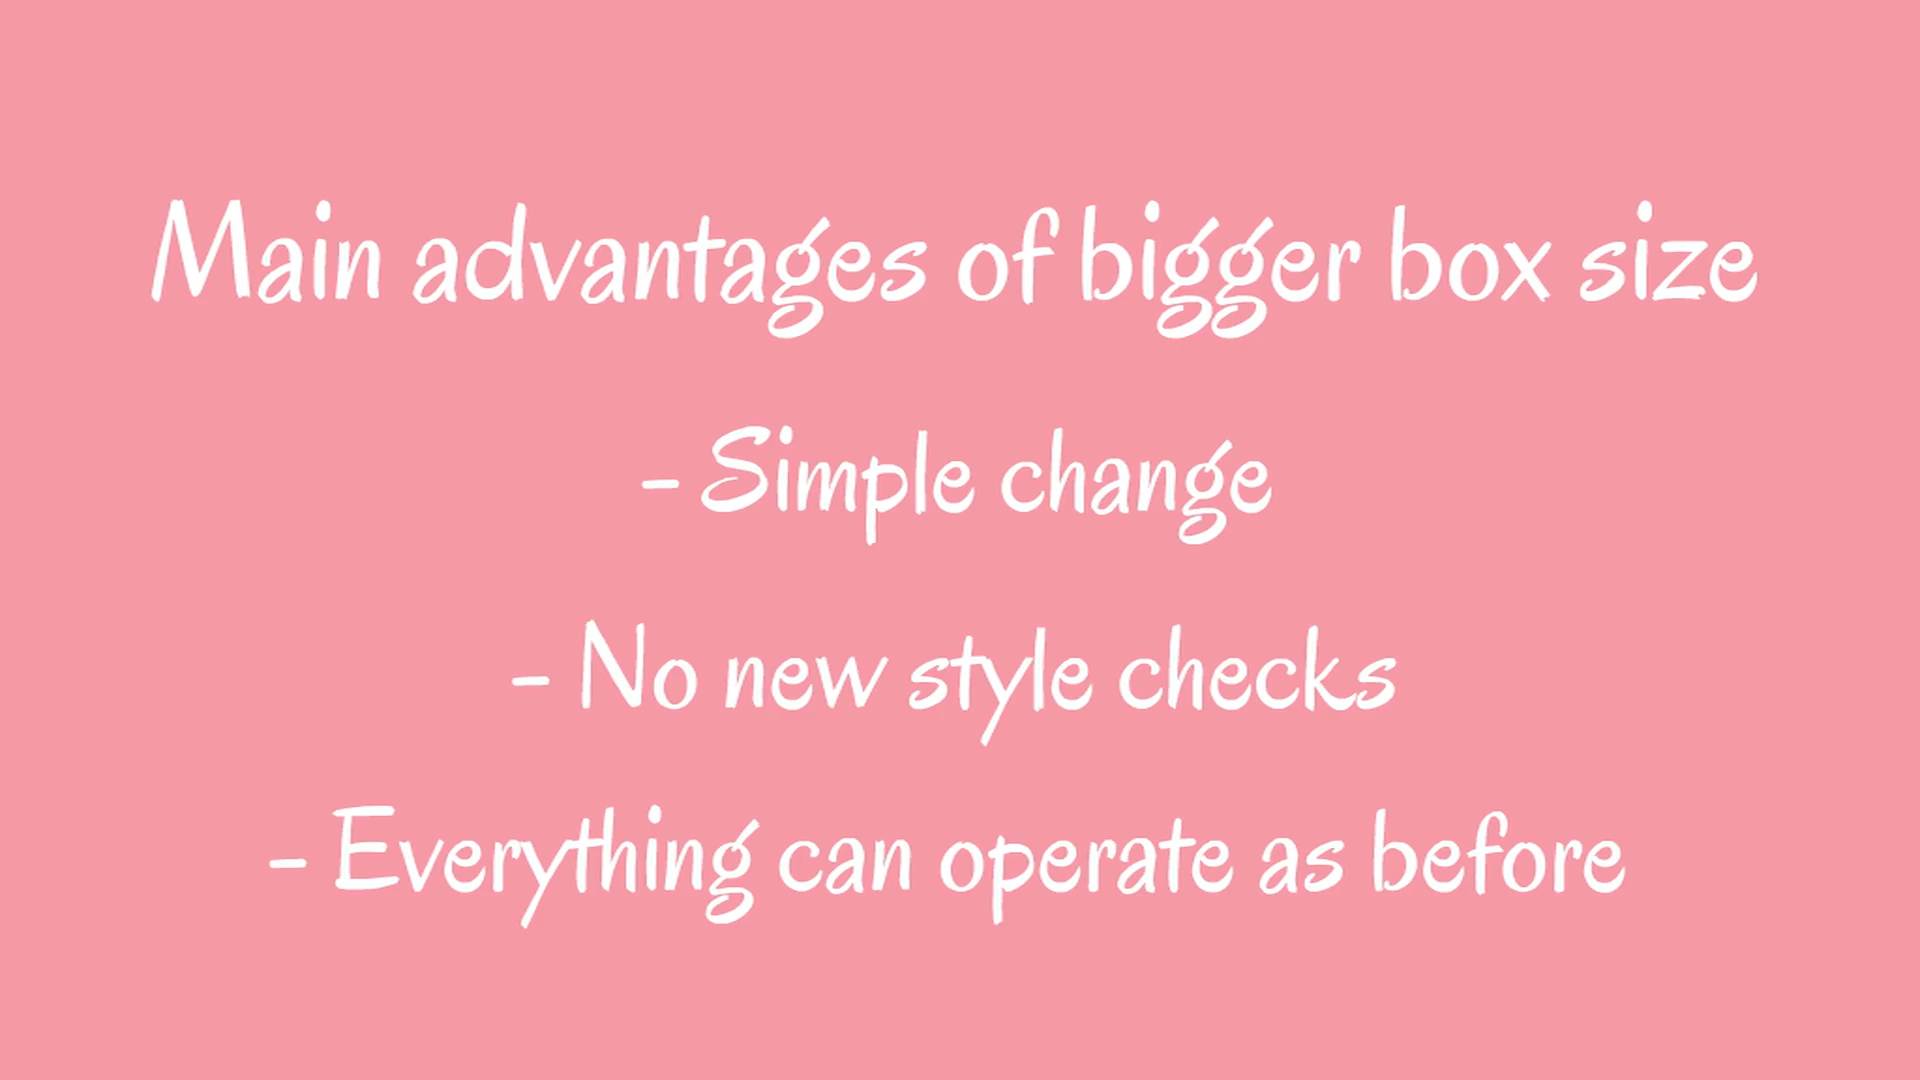 Main advantages of bigger box size
- Simple change
- No new style checks
- Everything can operate as before